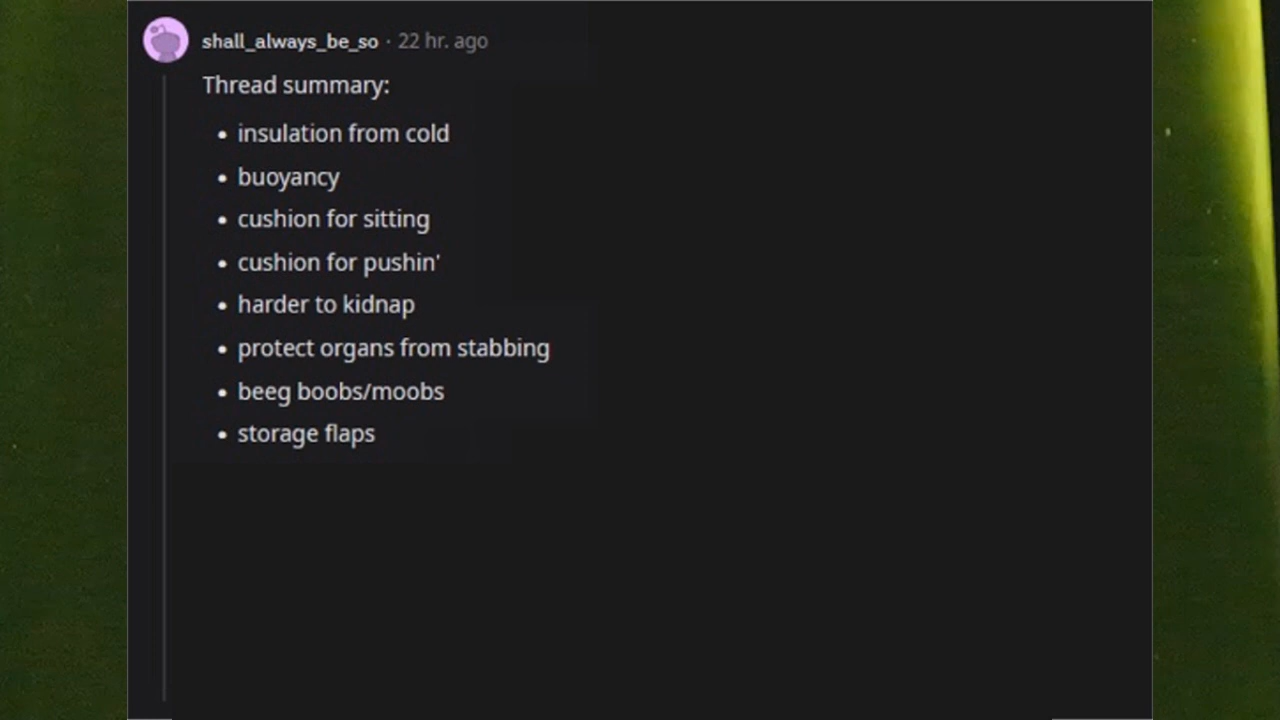 shall_always_be_so · 22 hr. ago
Thread summary:
• insulation from cold
• buoyancy
• cushion for sitting
• cushion for pushin'
• harder to kidnap
• protect organs from stabbing
• beeg boobs/moobs
• storage flaps